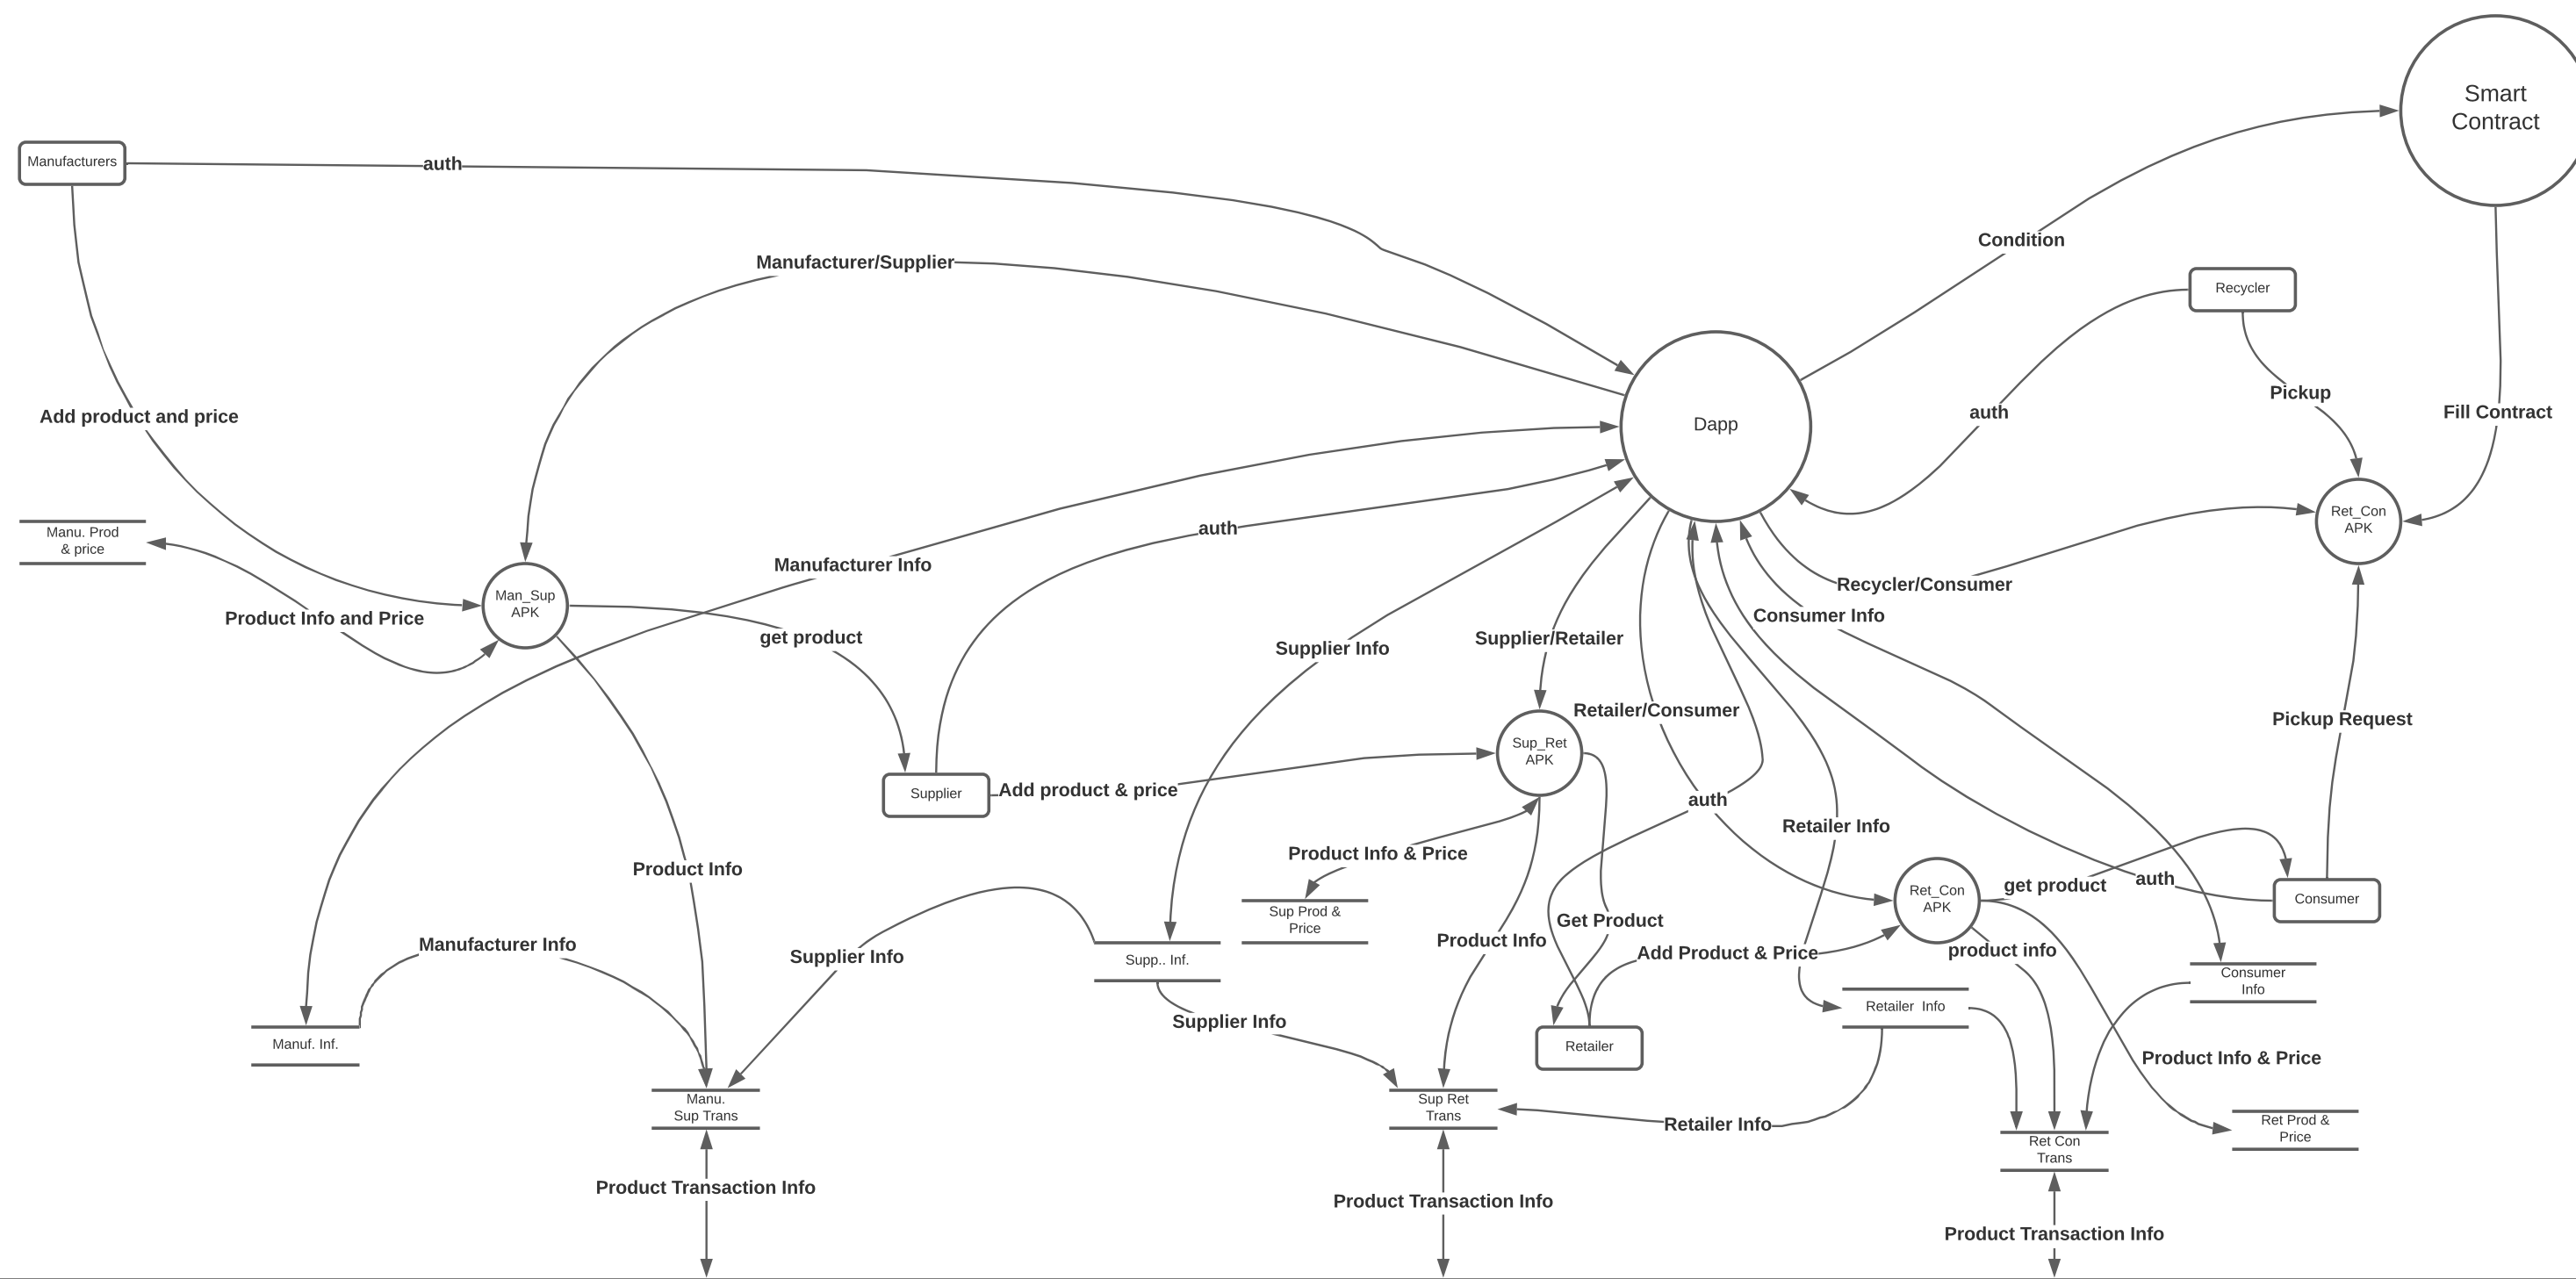 Smart
Contract
Manufacturers
auth
Condition
Manufacturer/Supplier
Recycler
Pickup
auth
Fill Contract
Add product and price
Dapp
Manu. Prod
& price
Ret_Con
APK
auth
Manufacturer Info
Recycler/Consumer
Man_Sup
APK
Consumer Info
Product Info and Price
get product
Supplier/Retailer
Supplier Info
Retailer/Consumer
Pickup Request
Sup_Ret
APK
Supplier
Add product & price
auth
Retailer Info
Product Info & Price
Product Info
get product
auth
Ret_Con
APK
Consumer
Sup Prod &
Price
Get Product
Manufacturer Info
Product Info
Add Product & Price
product info
Supplier Info
Supp.. Inf.
Consumer
Info
Retailer  Info
Supplier Info
Manuf. Inf.
Retailer
Product Info & Price
Manu.
Sup Trans
Sup Ret
Trans
Retailer Info
Ret Con
Trans
Ret Prod &
Price
Product Transaction Info
Product Transaction Info
Product Transaction Info